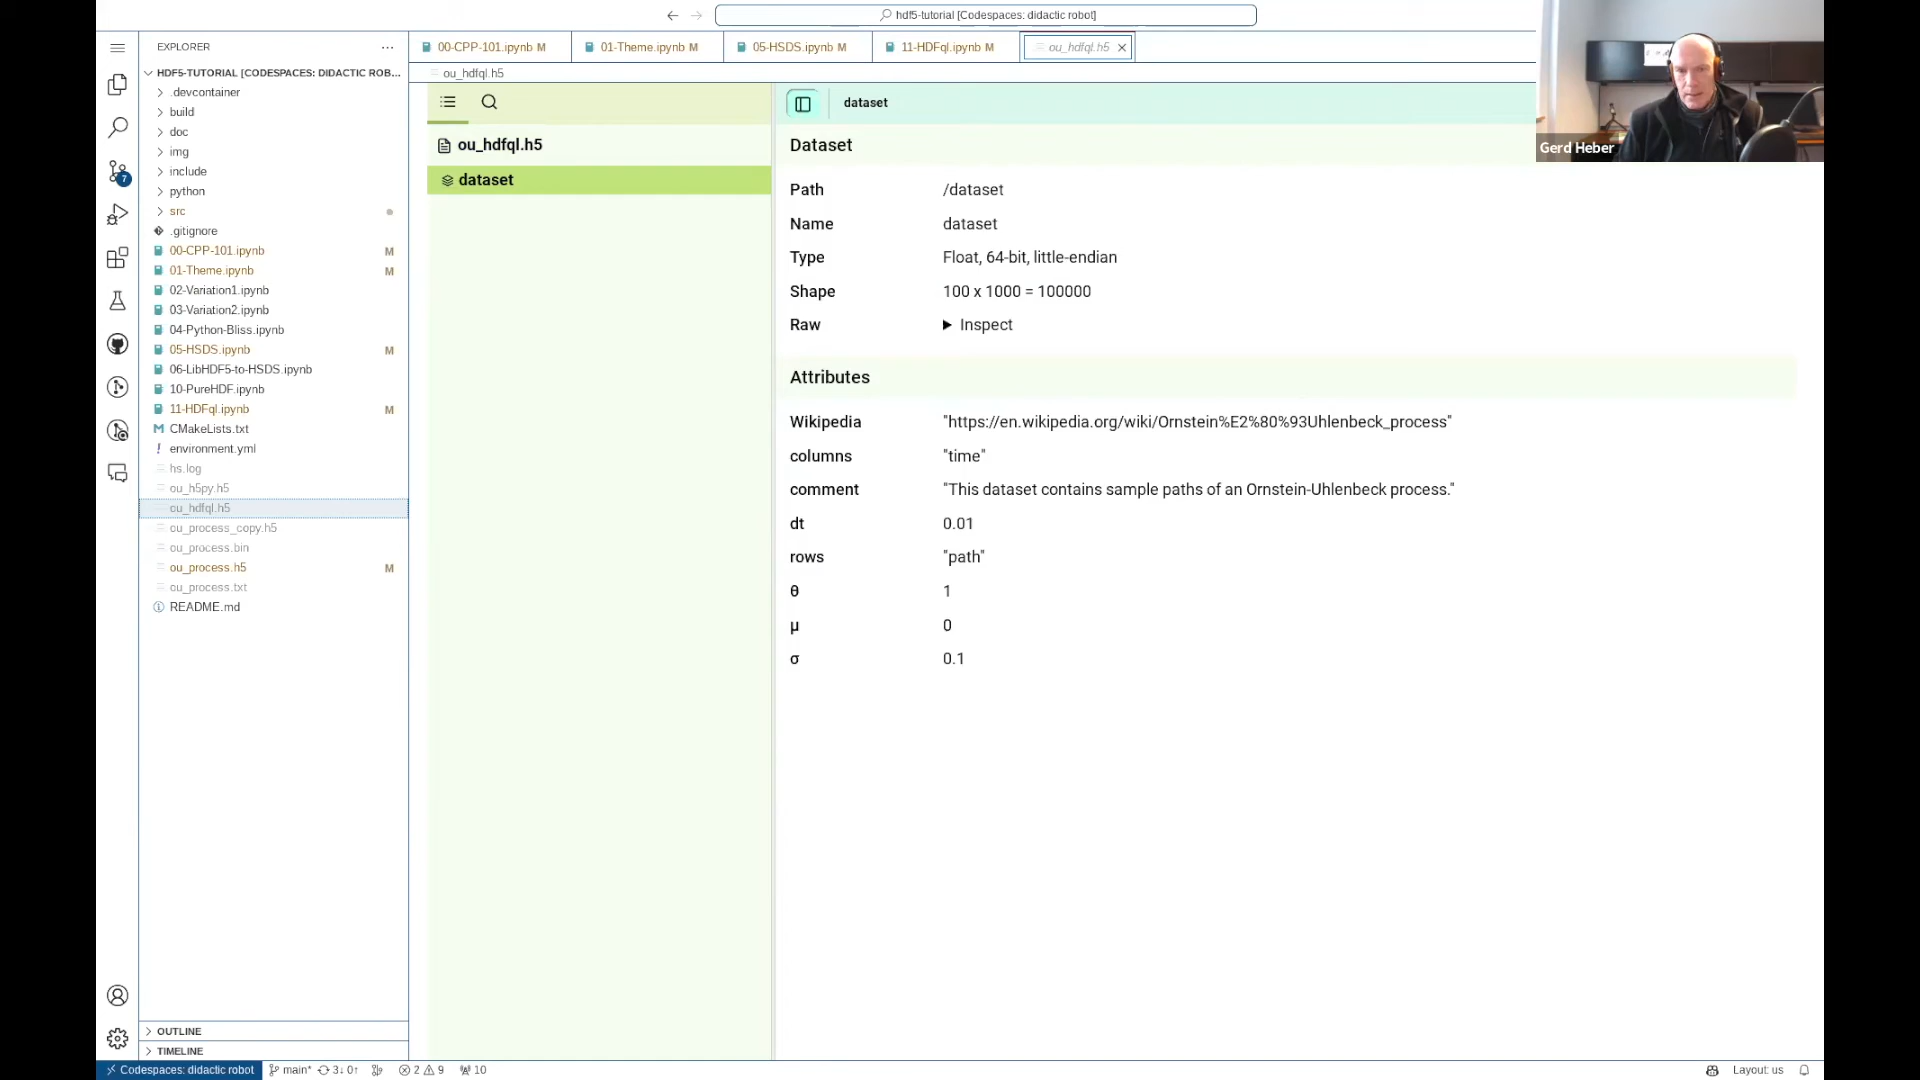 hdf5-tutorial [Codespaces: didactic robot]
EXPLORER
HDF5-TUTORIAL [CODESPACES: DIDACTIC ROB...
.devcontainer
build
doc
img
include
python
src
.gitignore
00-CPP-101.ipynb M
01-Theme.ipynb M
02-Variation1.ipynb
03-Variation2.ipynb
04-Python-Bliss.ipynb
05-HSDS.ipynb M
06-LibHDF5-to-HSDS.ipynb
10-PureHDF.ipynb
11-HDFql.ipynb M
CMakeLists.txt
environment.yml
hs.log
ou_h5py.h5
ou_hdfql.h5
ou_process_copy.h5
ou_process.bin
ou_process.h5 M
ou_process.txt
README.md
OUTLINE
TIMELINE
7
00-CPP-101.ipynb M
01-Theme.ipynb M
05-HSDS.ipynb M
11-HDFql.ipynb M
ou_hdfql.h5
ou_hdfql.h5
ou_hdfql.h5
dataset
dataset
Dataset
Path /dataset
Name dataset
Type Float, 64-bit, little-endian
Shape 100 x 1000 = 100000
Raw Inspect
Attributes
Wikipedia "https://en.wikipedia.org/wiki/Ornstein%E2%80%93Uhlenbeck_process"
columns "time"
comment "This dataset contains sample paths of an Ornstein-Uhlenbeck process."
dt 0.01
rows "path"
θ 1
μ 0
σ 0.1
Gerd Heber
Codespaces: didactic robot main* 3↓ 0↑ 2 9 10 Layout: us